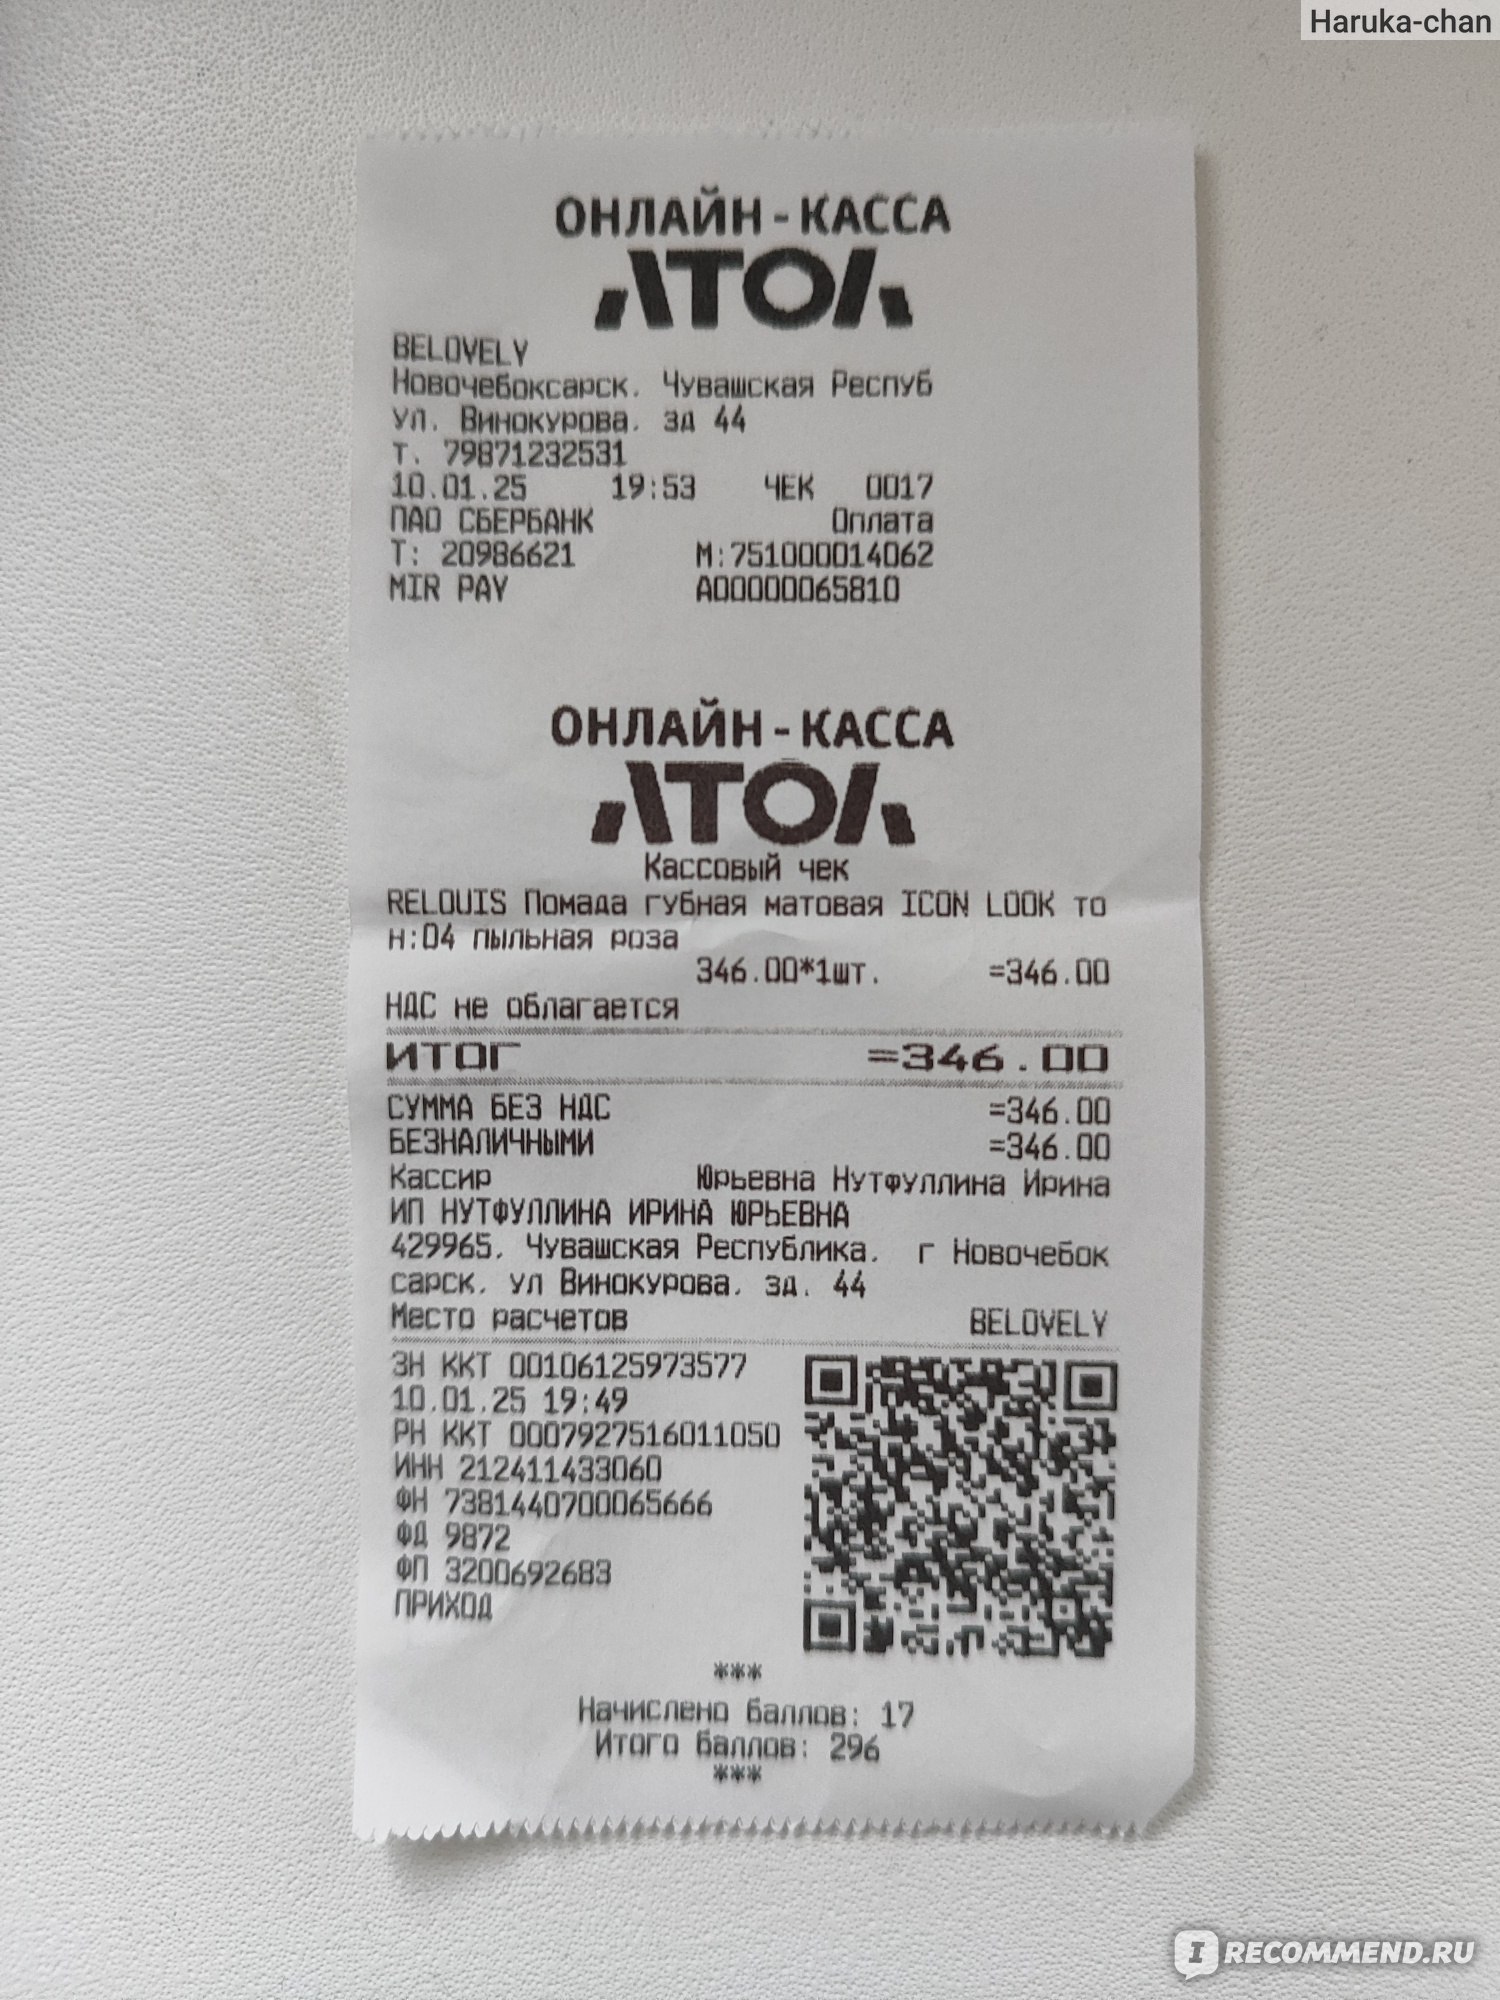 Haruka-chan
ОНЛАЙН-КАССА
АТОЛ
BELOVELY
Новочебоксарск, Чувашская Респуб
ул. Винокурова, зд 44
т. 79871232531
10.01.25 19:53 ЧЕК 0017
ПАО СБЕРБАНК Оплата
Т: 20986621 М:751000014062
MIR PAY A00000065810
ОНЛАЙН-КАССА
АТОЛ
Кассовый чек
RELOUIS Помада губная матовая ICON LOOK то
н:04 пыльная роза
346.00*1шт. =346.00
НДС не облагается
ИТОГ =346.00
СУММА БЕЗ НДС =346.00
БЕЗНАЛИЧНЫМИ =346.00
Кассир Юрьевна Нутфуллина Ирина
ИП НУТФУЛЛИНА ИРИНА ЮРЬЕВНА
429965, Чувашская Республика, г Новочебок
сарск, ул Винокурова, зд. 44
Место расчетов BELOVELY
ЗН ККТ 00106125973577
10.01.25 19:49
РН ККТ 0007927516011050
ИНН 212411433060
ФН 7381440700065666
ФД 9872
ФП 3200692683
ПРИХОД
***
Начислено баллов: 17
Итого баллов: 296
***
I RECOMMEND.RU